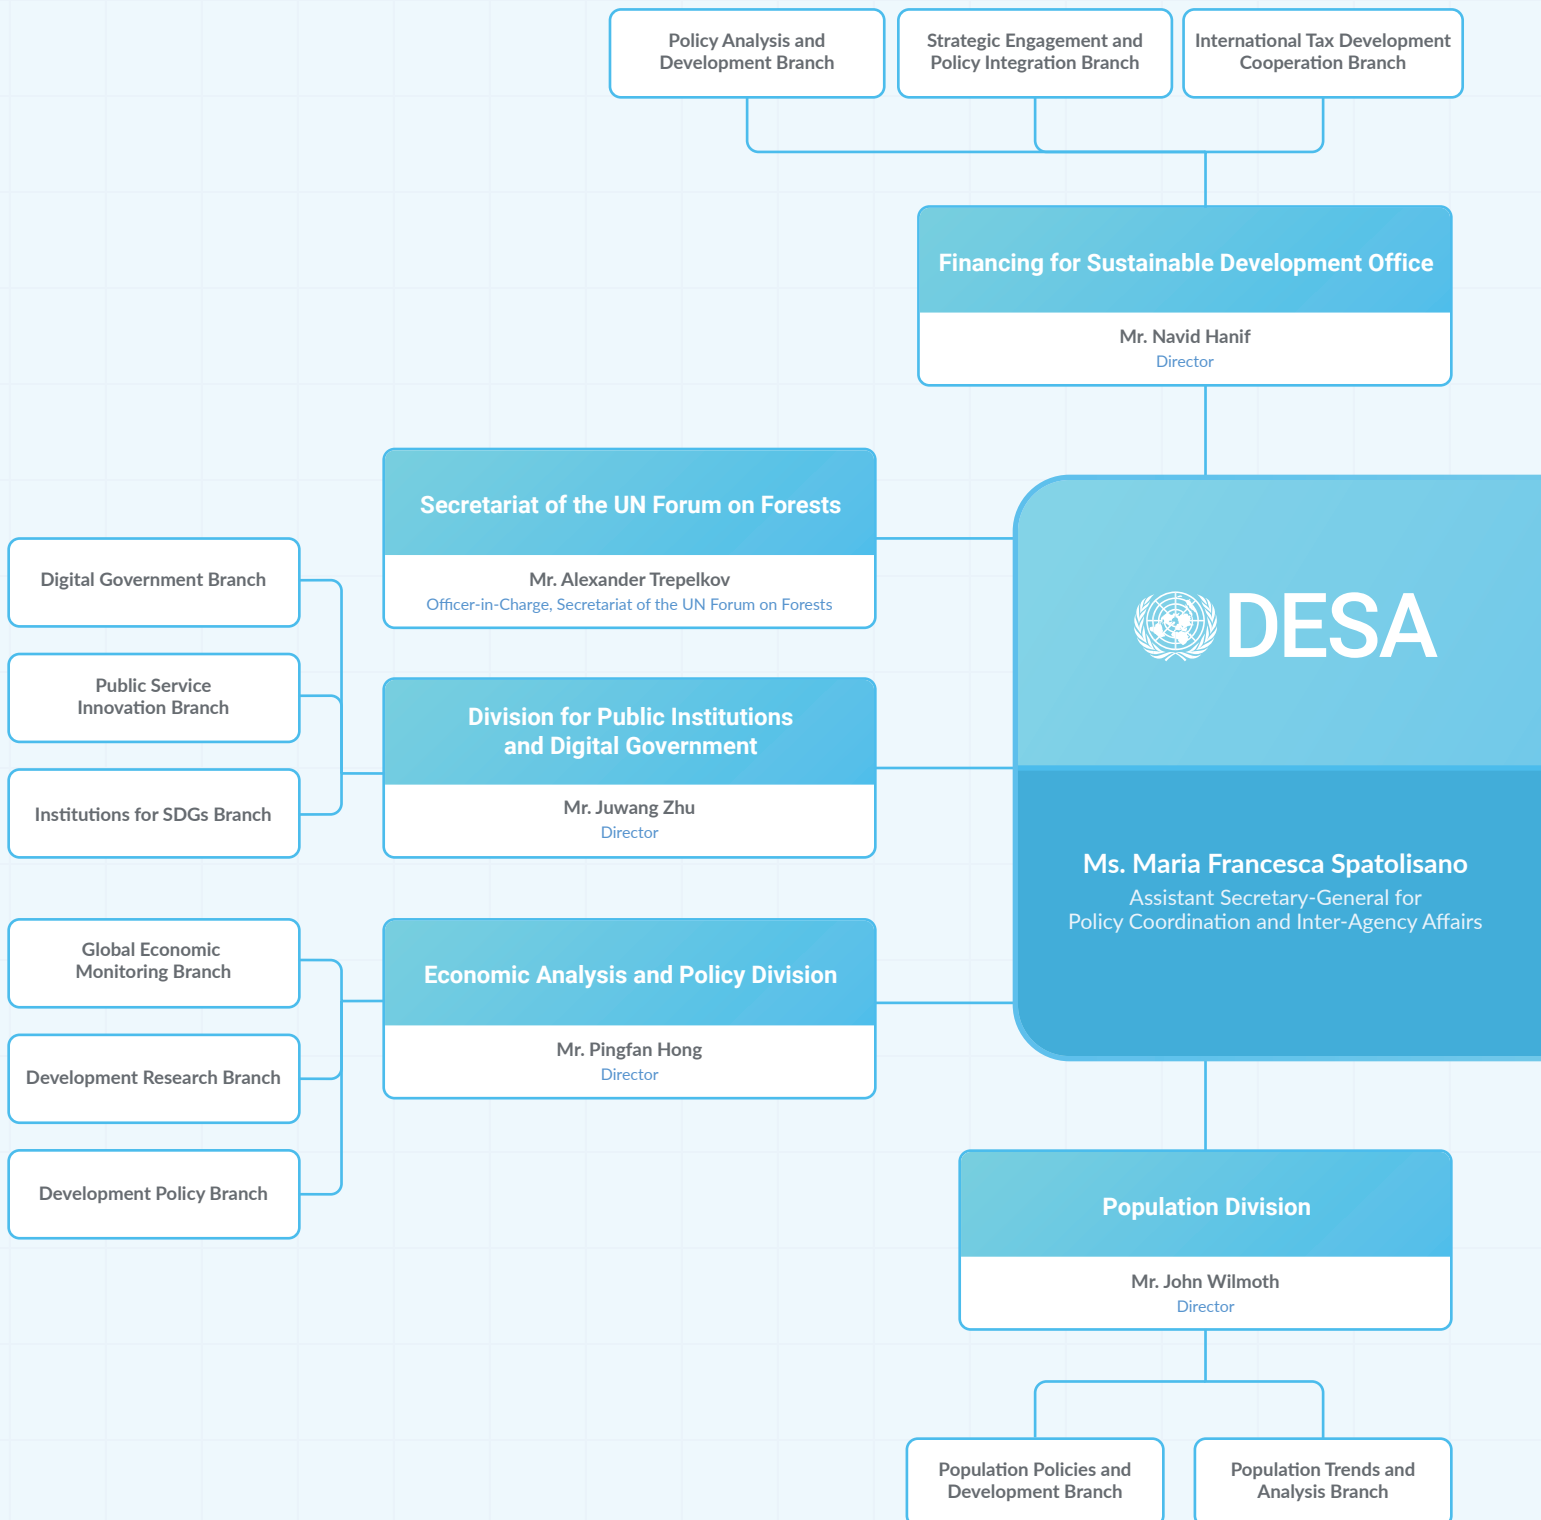 Policy Analysis and
Development Branch
Strategic Engagement and
Policy Integration Branch
International Tax Development
Cooperation Branch
Financing for Sustainable Development Office
Mr. Navid Hanif
Director
Secretariat of the UN Forum on Forests
Mr. Alexander Trepelkov
Officer-in-Charge, Secretariat of the UN Forum on Forests
Digital Government Branch
Public Service
Innovation Branch
Institutions for SDGs Branch
Division for Public Institutions
and Digital Government
Mr. Juwang Zhu
Director
DESA
Ms. Maria Francesca Spatolisano
Assistant Secretary-General for
Policy Coordination and Inter-Agency Affairs
Global Economic
Monitoring Branch
Development Research Branch
Development Policy Branch
Economic Analysis and Policy Division
Mr. Pingfan Hong
Director
Population Division
Mr. John Wilmoth
Director
Population Policies and
Development Branch
Population Trends and
Analysis Branch